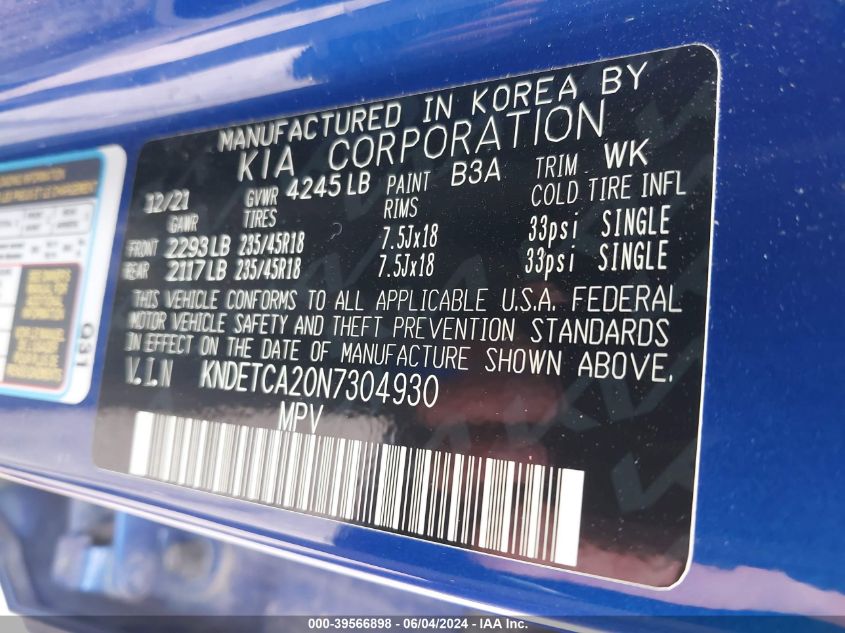 MANUFACTURED IN KOREA BY
KIA CORPORATION
12/21 GVWR 4245 LB PAINT B3A TRIM WK
GAWR TIRES RIMS COLD TIRE INFL
FRONT 2293 LB 235/45R18 7.5Jx18 33psi SINGLE
REAR 2117 LB 235/45R18 7.5Jx18 33psi SINGLE
THIS VEHICLE CONFORMS TO ALL APPLICABLE U.S.A. FEDERAL
MOTOR VEHICLE SAFETY AND THEFT PREVENTION STANDARDS
IN EFFECT ON THE DATE OF MANUFACTURE SHOWN ABOVE.
V.I.N KNDETCA20N7304930
MPV
031
000-39566898 - 06/04/2024 - IAA Inc.